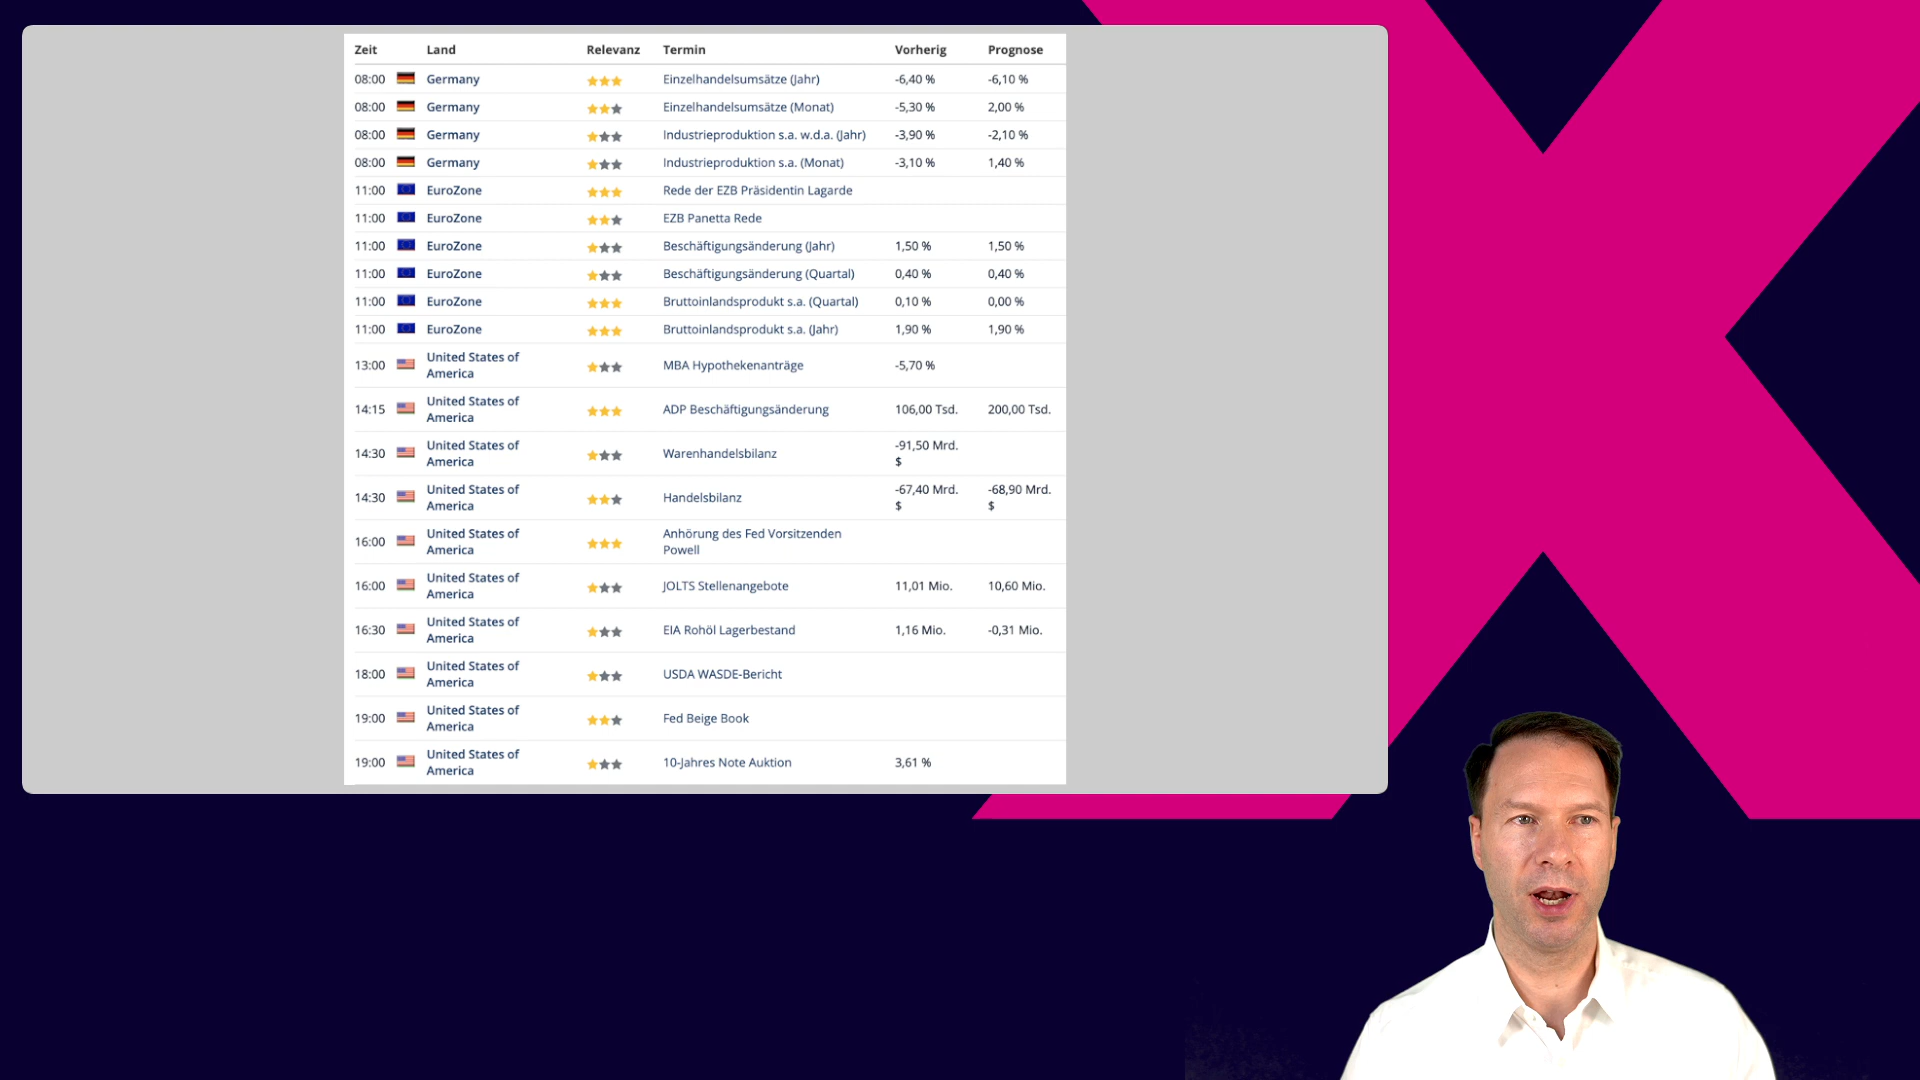 Zeit Land Relevanz Termin Vorherig Prognose
08:00 Germany Einzelhandelsumsätze (Jahr) -6,40 % -6,10 %
08:00 Germany Einzelhandelsumsätze (Monat) -5,30 % 2,00 %
08:00 Germany Industrieproduktion s.a. w.d.a. (Jahr) -3,90 % -2,10 %
08:00 Germany Industrieproduktion s.a. (Monat) -3,10 % 1,40 %
11:00 EuroZone Rede der EZB Präsidentin Lagarde
11:00 EuroZone EZB Panetta Rede
11:00 EuroZone Beschäftigungsänderung (Jahr) 1,50 % 1,50 %
11:00 EuroZone Beschäftigungsänderung (Quartal) 0,40 % 0,40 %
11:00 EuroZone Bruttoinlandsprodukt s.a. (Quartal) 0,10 % 0,00 %
11:00 EuroZone Bruttoinlandsprodukt s.a. (Jahr) 1,90 % 1,90 %
13:00 United States of
America MBA Hypothekenanträge -5,70 %
14:15 United States of
America ADP Beschäftigungsänderung 106,00 Tsd. 200,00 Tsd.
14:30 United States of
America Warenhandelsbilanz -91,50 Mrd.
$
14:30 United States of
America Handelsbilanz -67,40 Mrd. -68,90 Mrd.
$ $
16:00 United States of
America Anhörung des Fed Vorsitzenden
Powell
16:00 United States of
America JOLTS Stellenangebote 11,01 Mio. 10,60 Mio.
16:30 United States of
America EIA Rohöl Lagerbestand 1,16 Mio. -0,31 Mio.
18:00 United States of
America USDA WASDE-Bericht
19:00 United States of
America Fed Beige Book
19:00 United States of
America 10-Jahres Note Auktion 3,61 %